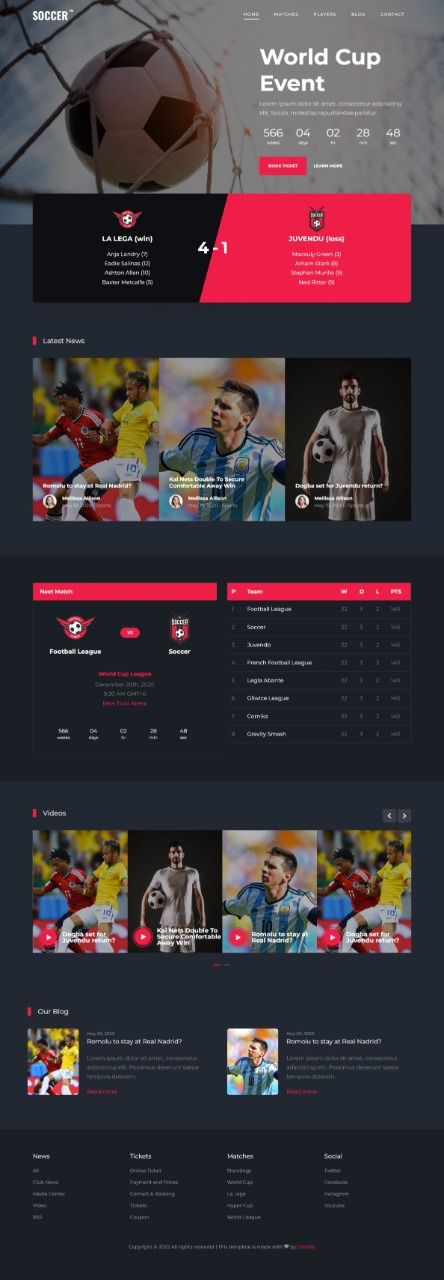 SOCCER™
HOME MATCHES PLAYERS BLOG CONTACT
World Cup
Event
Lorem ipsum dolor sit amet, consectetur adipisicing
elit. Soluta, molestias repudiandae pariatur.
566 04 02 28 48
weeks days hr min sec
BOOK TICKET LEARN MORE
LA LEGA (win)
Anja Landry (7)
Eadie Salinas (12)
Ashton Allen (10)
Baxter Metcalfe (5)
4 - 1
JUVENDU (loss)
Macauly Green (3)
Arham Stark (8)
Stephan Murillo (9)
Ned Ritter (5)
Latest News
Romolu to stay at Real Nadrid?
Mellissa Allison
May 19, 2020 Sports
Kai Nets Double To Secure
Comfortable Away Win
Mellissa Allison
May 19, 2020 Sports
Dogba set for Juvendu return?
Mellissa Allison
May 19, 2020 Sports
Next Match
VS
SOCCER
Football League
Soccer
World Cup League
December 20th, 2020
9:30 AM GMT+0
New Euro Arena
566 04 02 28 48
weeks days hr min sec
P Team W D L PTS
1 Football League 22 3 2 140
2 Soccer 22 3 2 140
3 Juvendo 22 3 2 140
4 French Football League 22 3 2 140
5 Legia Abante 22 3 2 140
6 Gliwice League 22 3 2 140
7 Cornika 22 3 2 140
8 Gravity Smash 22 3 2 140
Videos
Dogba set for
Juvendu return?
Kai Nets Double To
Secure Comfortable
Away Win
Romolu to stay at
Real Nadrid?
Dogba set for
Juvendu return?
Our Blog
May 20, 2020
Romolu to stay at Real Nadrid?
Lorem ipsum dolor sit amet, consectetur
adipisicing elit. Possimus deserunt saepe
tempora dolorem.
Read more
May 20, 2020
Romolu to stay at Real Nadrid?
Lorem ipsum dolor sit amet, consectetur
adipisicing elit. Possimus deserunt saepe
tempora dolorem.
Read more
News
All
Club News
Media Center
Video
RSS
Tickets
Online Ticket
Payment and Prices
Contact & Booking
Tickets
Coupon
Matches
Standings
World Cup
La Lega
Hyper Cup
World League
Social
Twitter
Facebook
Instagram
Youtube
Copyright © 2022 All rights reserved | This template is made with ♥ by Colorlib